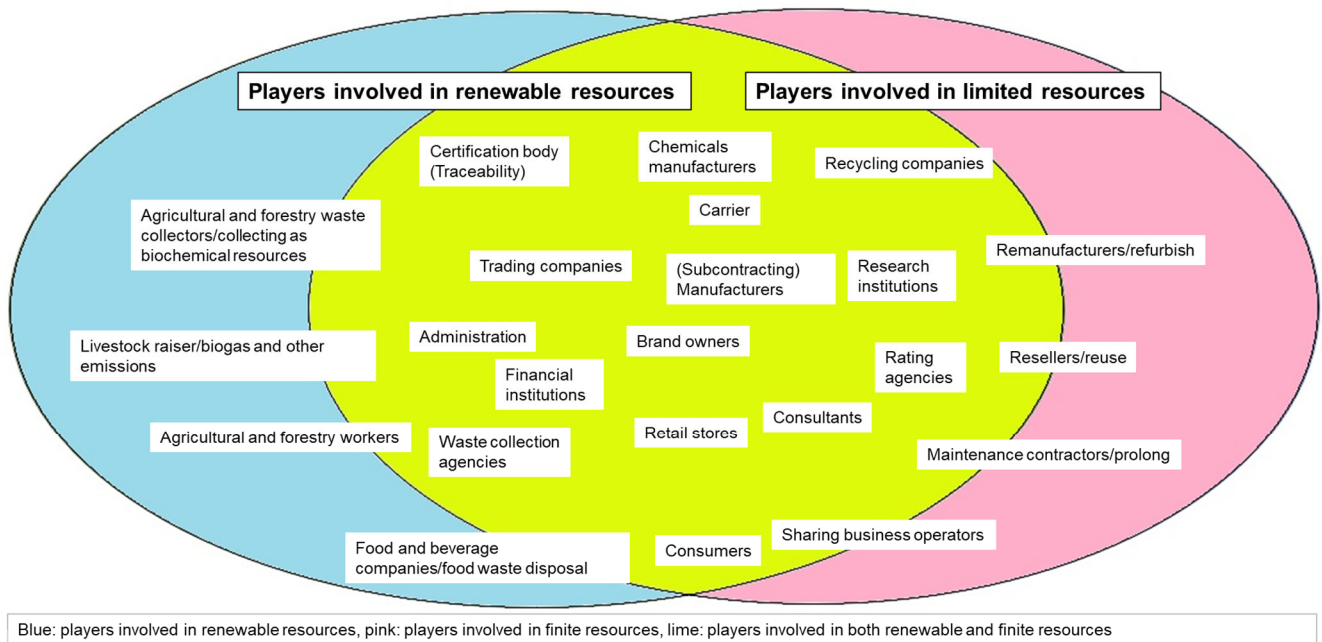 Players involved in renewable resources
Players involved in limited resources
Certification body
(Traceability)
Chemicals
manufacturers
Recycling companies
Carrier
Agricultural and forestry waste
collectors/collecting as
biochemical resources
Trading companies
(Subcontracting)
Manufacturers
Research
institutions
Remanufacturers/refurbish
Administration
Brand owners
Livestock raiser/biogas and other
emissions
Financial
institutions
Rating
agencies
Resellers/reuse
Consultants
Agricultural and forestry workers
Waste collection
agencies
Retail stores
Maintenance contractors/prolong
Food and beverage
companies/food waste disposal
Consumers
Sharing business operators
Blue: players involved in renewable resources, pink: players involved in finite resources, lime: players involved in both renewable and finite resources